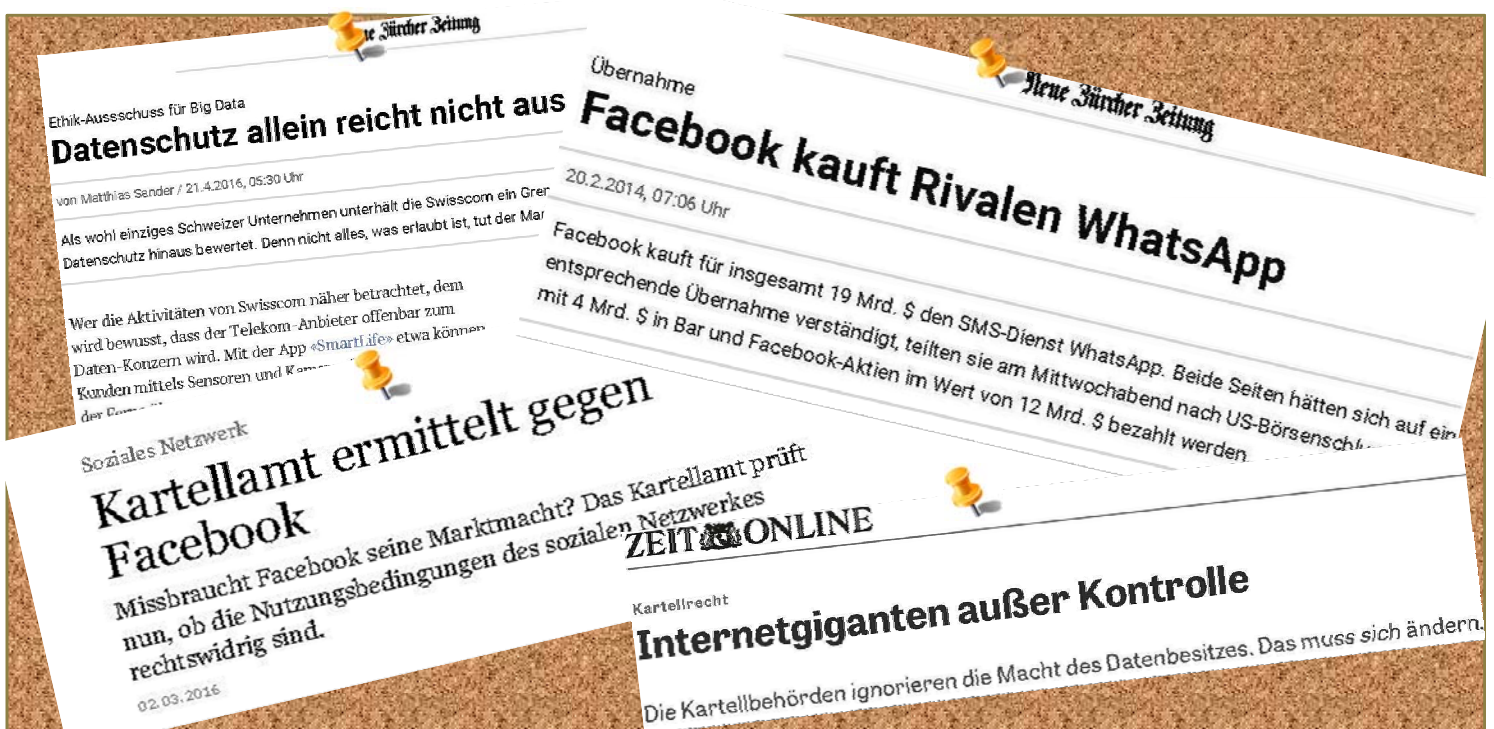 ue Zürcher Zeitung
Ethik-Ausschuss für Big Data
Datenschutz allein reicht nicht aus
von Matthias Sander / 21.4.2016, 05:30 Uhr
Als wohl einziges Schweizer Unternehmen unterhält die Swisscom ein
Datenschutz hinaus bewertet. Denn nicht alles, was erlaubt ist, tut der
Wer die Aktivitäten von Swisscom näher betrachtet, dem
wird bewusst, dass der Telekom-Anbieter offenbar zum
Daten-Konzern wird. Mit der App «SmartLife» etwa können
Kunden mittels Sensoren und
der
Neue Zürcher Zeitung
Übernahme
Facebook kauft Rivalen WhatsApp
20.2.2014, 07:06 Uhr
Facebook kauft für insgesamt 19 Mrd. $ den SMS-Dienst WhatsApp. Beide Seiten hätten sich auf ein
entsprechende Übernahme verständigt, teilten sie am Mittwochabend nach
mit 4 Mrd. $ in Bar und Facebook-Aktien im Wert von 12 Mrd. $ bezahlt werden
Soziales Netzwerk
Kartellamt ermittelt gegen
Facebook
Missbraucht Facebook seine Marktmacht? Das Kartellamt prüft
nun, ob die Nutzungsbedingungen des sozialen Netzwerkes
rechtswidrig sind.
02.03.2016
ZEIT ONLINE
Kartellrecht
Internetgiganten außer Kontrolle
Die Kartellbehörden ignorieren die Macht des Datenbesitzes. Das muss sich ändern.